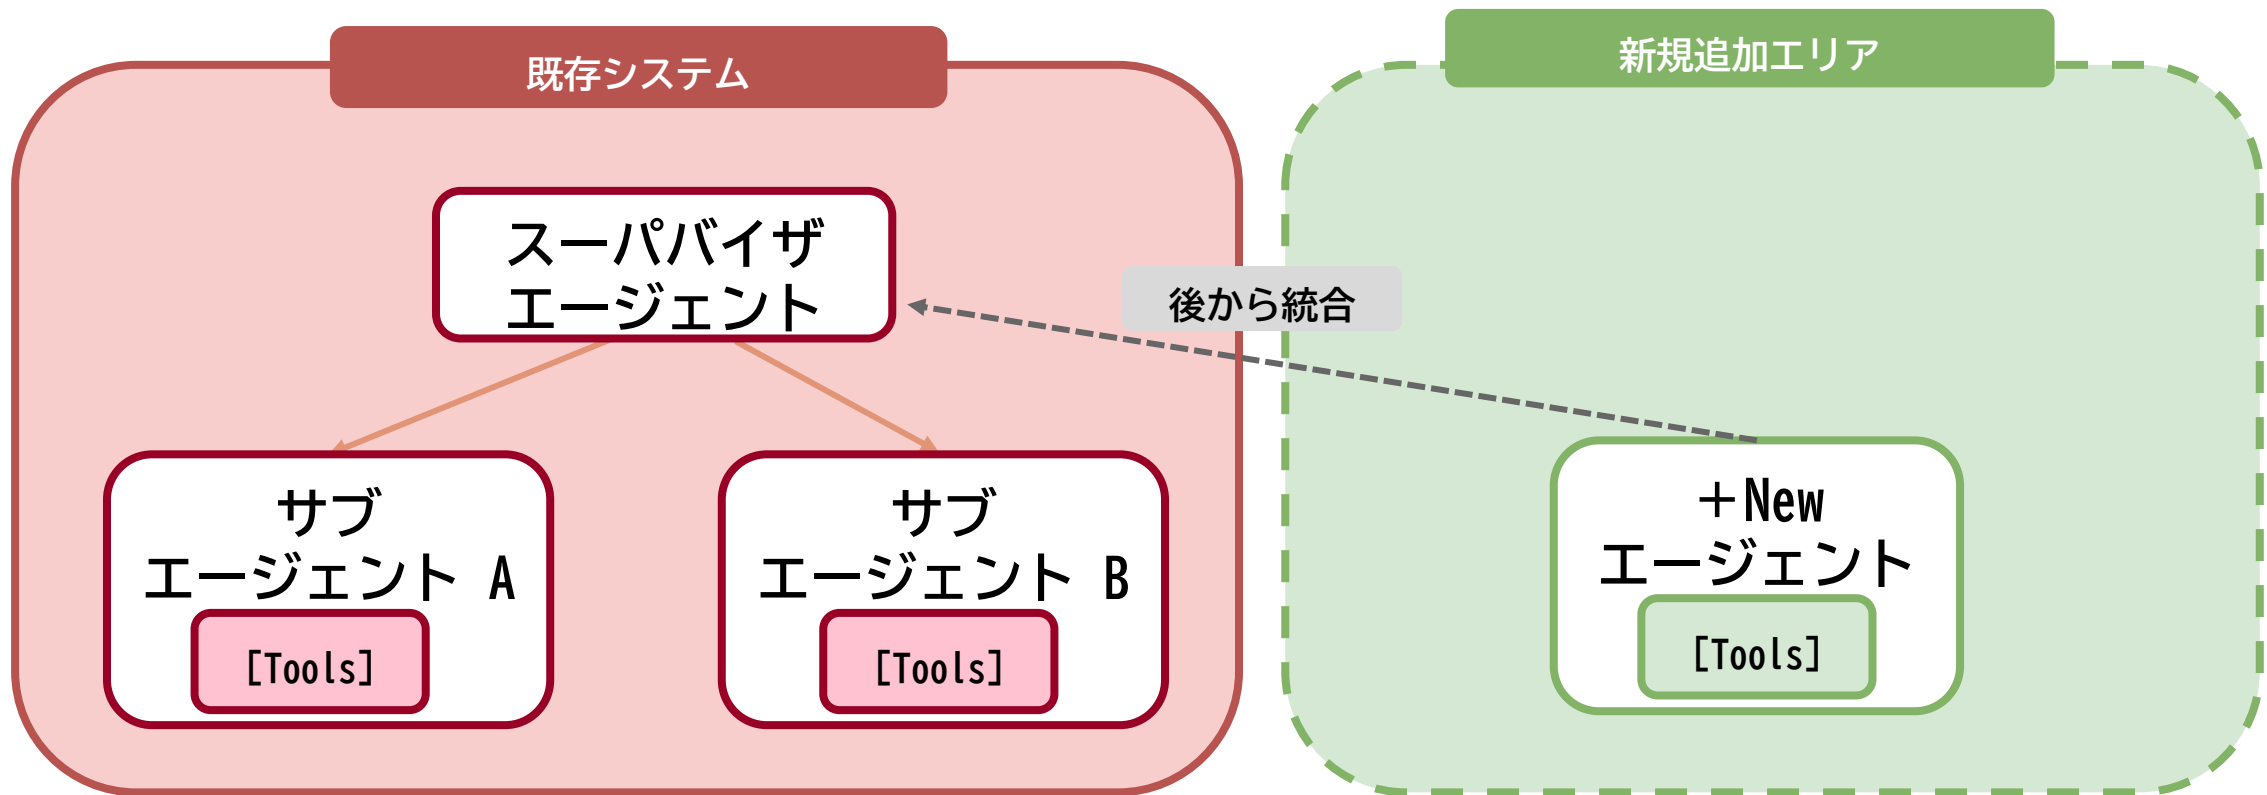 既存システム
新規追加エリア
スーパバイザ
エージェント
後から統合
サブ
エージェント A
[Tools]
サブ
エージェント B
[Tools]
＋New
エージェント
[Tools]